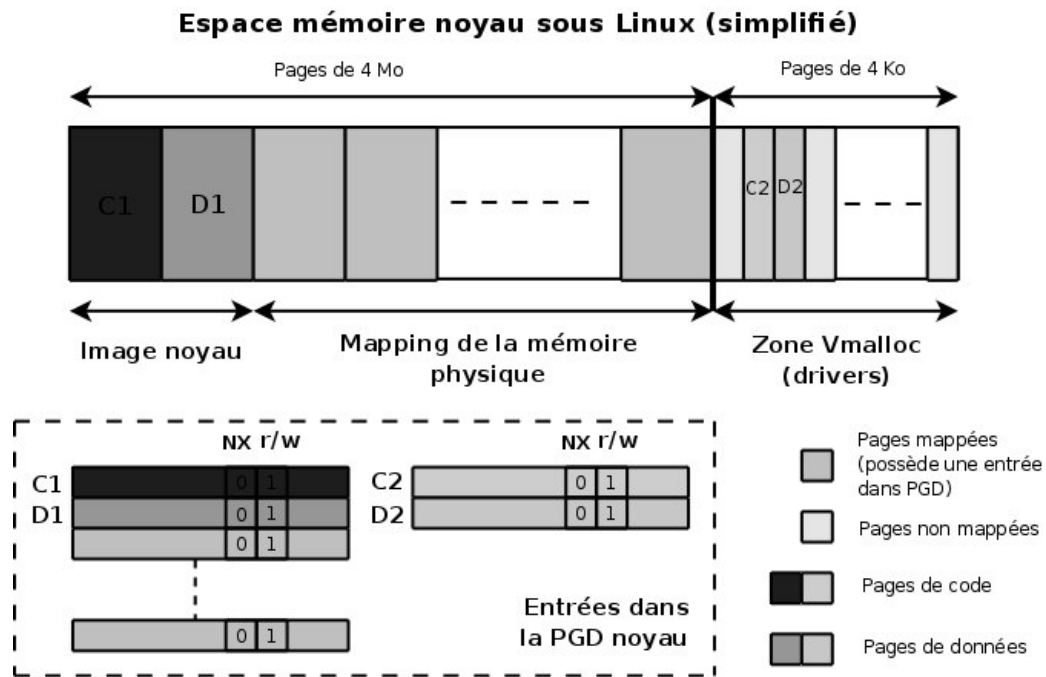 Espace mémoire noyau sous Linux (simplifié)
Pages de 4 Mo
Pages de 4 Ko
C1
D1
C2
D2
Image noyau
Mapping de la mémoire
physique
Zone Vmalloc
(drivers)
NX r/w
C1 0 1
D1 0 1
0 1
0 1
NX r/w
C2 0 1
D2 0 1
Entrées dans
la PGD noyau
Pages mappées
(possède une entrée
dans PGD)
Pages non mappées
Pages de code
Pages de données